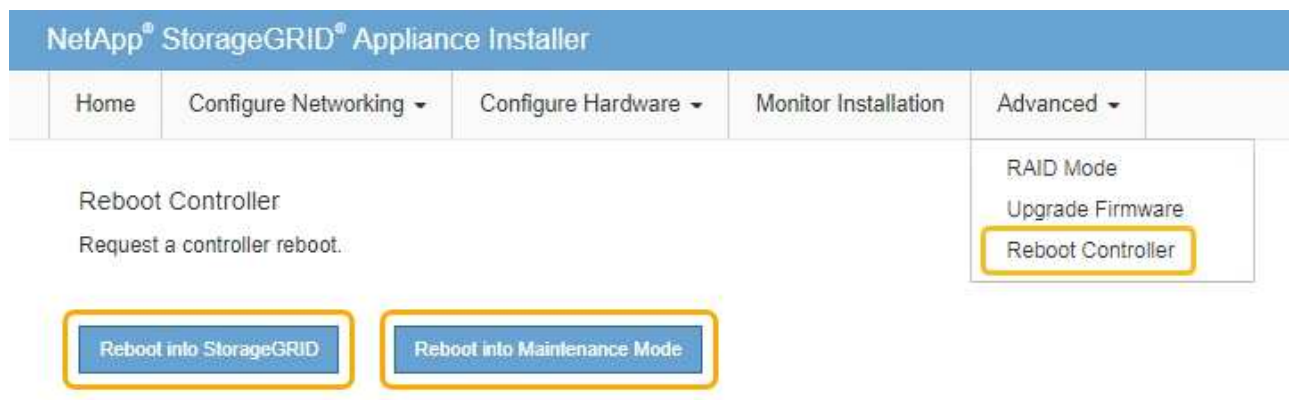 NetApp® StorageGRID® Appliance Installer
Home Configure Networking Configure Hardware Monitor Installation Advanced
RAID Mode
Upgrade Firmware
Reboot Controller
Reboot Controller
Request a controller reboot.
Reboot into StorageGRID Reboot into Maintenance Mode